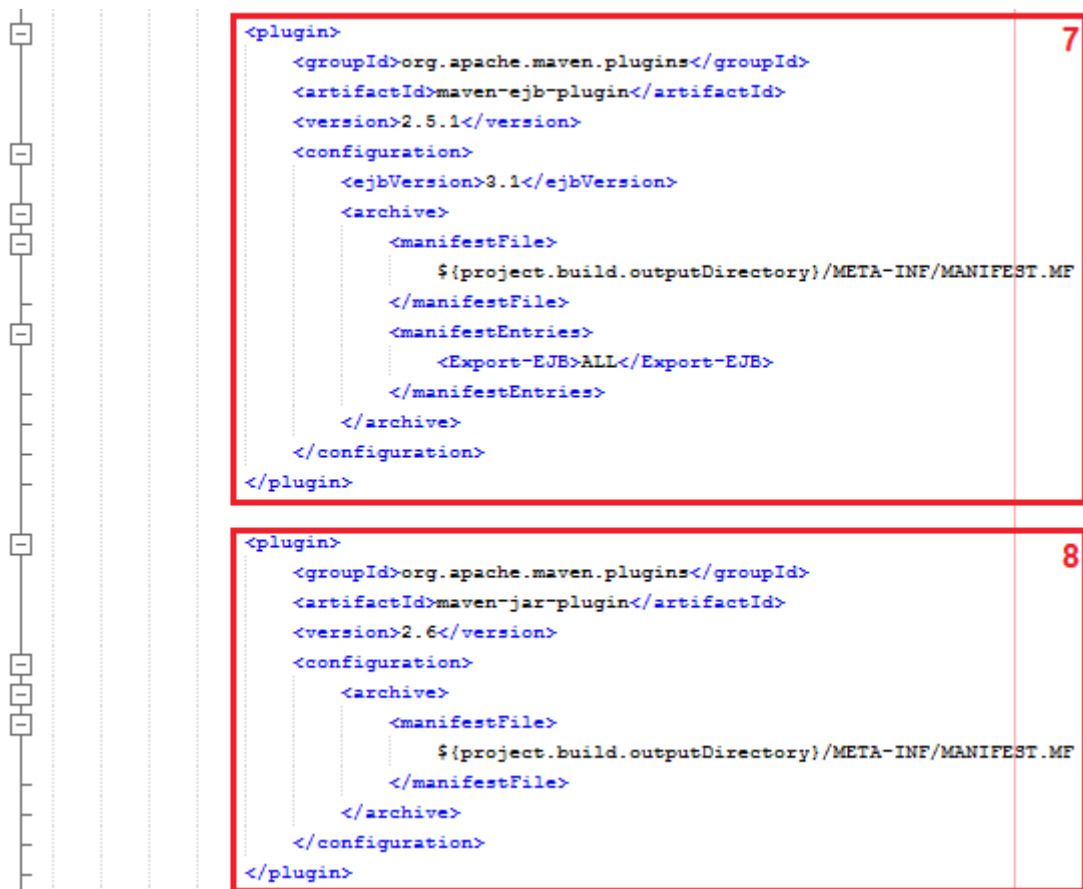 <plugin>
7
<groupId>org.apache.maven.plugins</groupId>
<artifactId>maven-ejb-plugin</artifactId>
<version>2.5.1</version>
<configuration>
<ejbVersion>3.1</ejbVersion>
<archive>
<manifestFile>
${project.build.outputDirectory}/META-INF/MANIFEST.MF
</manifestFile>
<manifestEntries>
<Export-EJB>ALL</Export-EJB>
</manifestEntries>
</archive>
</configuration>
</plugin>
<plugin>
8
<groupId>org.apache.maven.plugins</groupId>
<artifactId>maven-jar-plugin</artifactId>
<version>2.6</version>
<configuration>
<archive>
<manifestFile>
${project.build.outputDirectory}/META-INF/MANIFEST.MF
</manifestFile>
</archive>
</configuration>
</plugin>